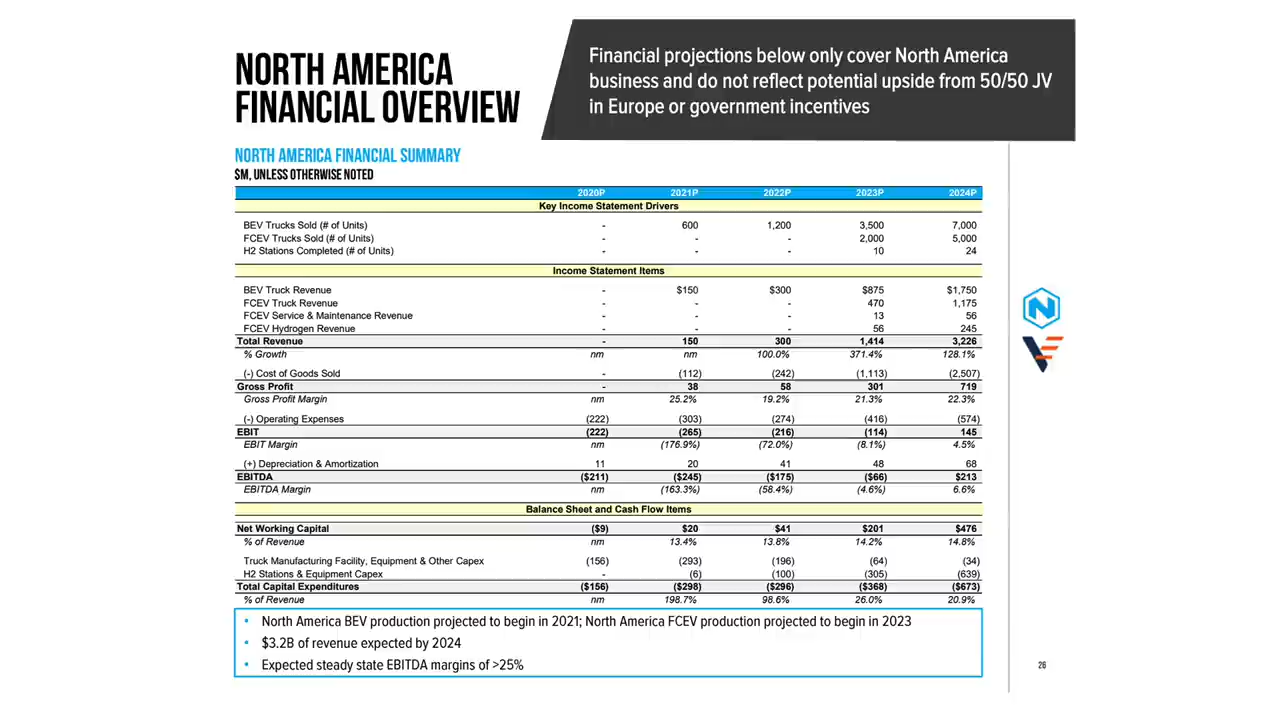 NORTH AMERICA
FINANCIAL OVERVIEW
Financial projections below only cover North America
business and do not reflect potential upside from 50/50 JV
in Europe or government incentives
NORTH AMERICA FINANCIAL SUMMARY
$M, UNLESS OTHERWISE NOTED
2020P 2021P 2022P 2023P 2024P
Key Income Statement Drivers
BEV Trucks Sold (# of Units) - 600 1,200 3,500 7,000
FCEV Trucks Sold (# of Units) - - - 2,000 5,000
H2 Stations Completed (# of Units) - - - 10 24
Income Statement Items
BEV Truck Revenue - $150 $300 $875 $1,750
FCEV Truck Revenue - - - 470 1,175
FCEV Service & Maintenance Revenue - - - 13 56
FCEV Hydrogen Revenue - - - 56 245
Total Revenue - 150 300 1,414 3,226
% Growth nm nm 100.0% 371.4% 128.1%
(-) Cost of Goods Sold - (112) (242) (1,113) (2,507)
Gross Profit - 38 58 301 719
Gross Profit Margin nm 25.2% 19.2% 21.3% 22.3%
(-) Operating Expenses (222) (303) (274) (416) (574)
EBIT (222) (265) (216) (114) 145
EBIT Margin nm (176.9%) (72.0%) (8.1%) 4.5%
(+) Depreciation & Amortization 11 20 41 48 68
EBITDA ($211) ($245) ($175) ($66) $213
EBITDA Margin nm (163.3%) (58.4%) (4.6%) 6.6%
Balance Sheet and Cash Flow Items
Net Working Capital ($9) $20 $41 $201 $476
% of Revenue nm 13.4% 13.8% 14.2% 14.8%
Truck Manufacturing Facility, Equipment & Other Capex (156) (293) (196) (64) (34)
H2 Stations & Equipment Capex - (6) (100) (305) (639)
Total Capital Expenditures ($156) ($298) ($296) ($368) ($673)
% of Revenue nm 198.7% 98.6% 26.0% 20.9%
• North America BEV production projected to begin in 2021; North America FCEV production projected to begin in 2023
• $3.2B of revenue expected by 2024
• Expected steady state EBITDA margins of >25%
26